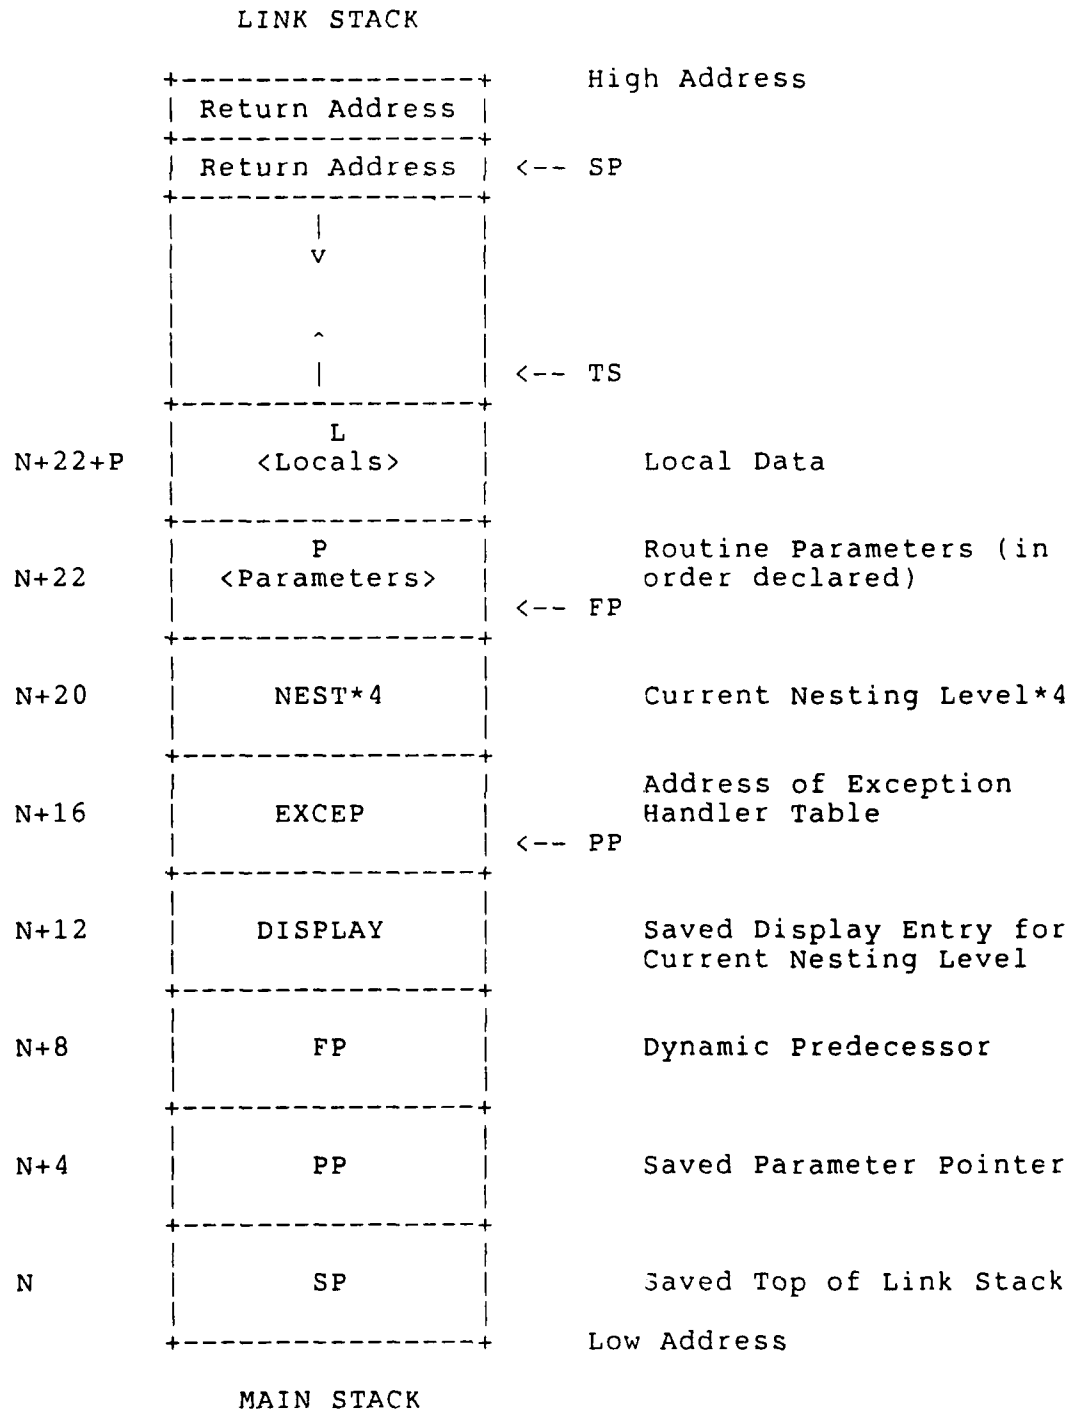 LINK STACK
+-----------------+ High Address
| Return Address |
+-----------------+
| Return Address | <-- SP
+-----------------+
| | |
| v |
| |
| ^ |
| | | <-- TS
+-----------------+
| L |
N+22+P | <Locals> | Local Data
| |
+-----------------+
| P | Routine Parameters (in
N+22 | <Parameters> | order declared)
| | <-- FP
+-----------------+
| |
N+20 | NEST*4 | Current Nesting Level*4
| |
+-----------------+
| | Address of Exception
N+16 | EXCEP | Handler Table
| | <-- PP
+-----------------+
| |
N+12 | DISPLAY | Saved Display Entry for
| | Current Nesting Level
+-----------------+
| |
N+8 | FP | Dynamic Predecessor
| |
+-----------------+
| |
N+4 | PP | Saved Parameter Pointer
| |
+-----------------+
| |
N | SP | Saved Top of Link Stack
| |
+-----------------+ Low Address
MAIN STACK